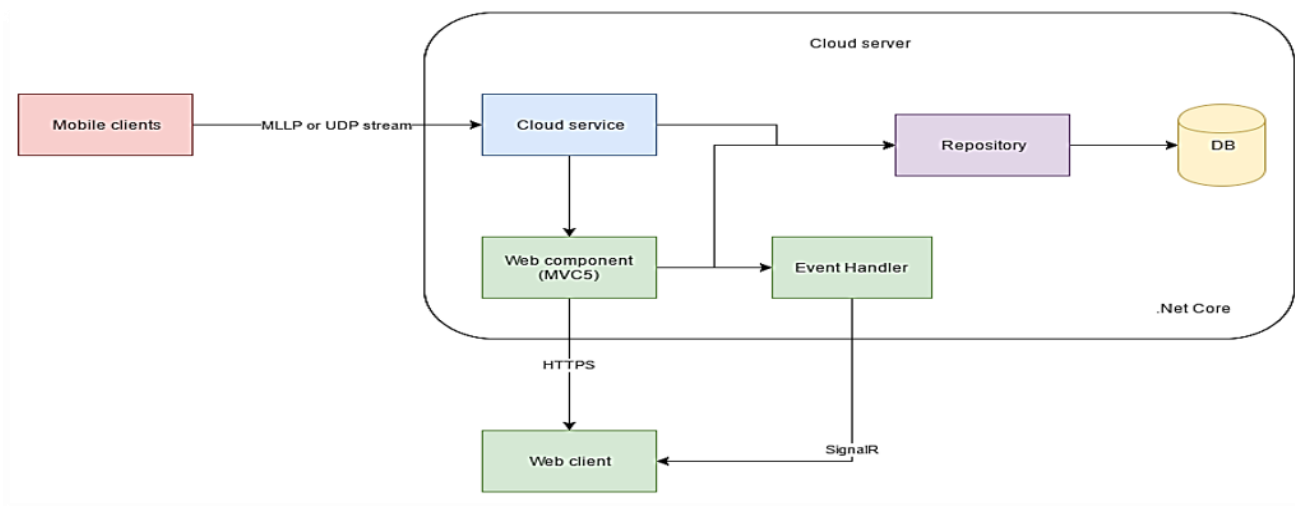 Cloud server
Mobile clients
MLLP or UDP stream
Cloud service
Repository
DB
Web component
(MVC5)
Event Handler
.Net Core
HTTPS
SignalR
Web client